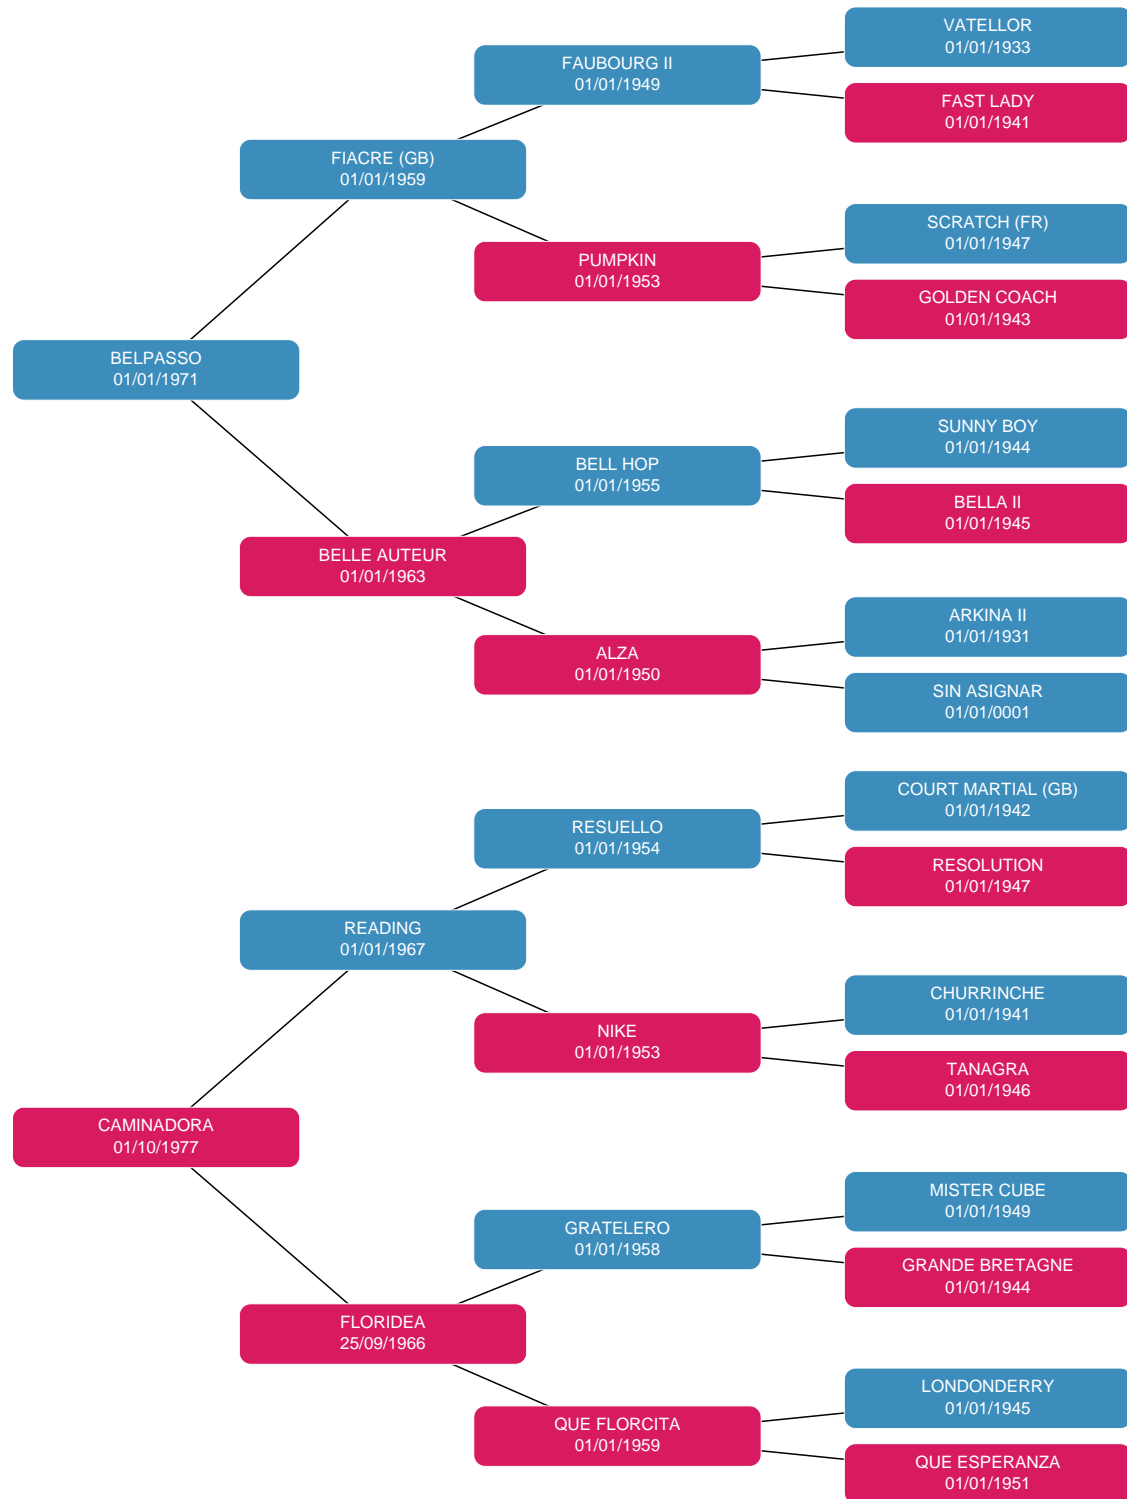 VATELLOR
01/01/1933
FAUBOURG II
01/01/1949
FAST LADY
01/01/1941
FIACRE (GB)
01/01/1959
SCRATCH (FR)
01/01/1947
PUMPKIN
01/01/1953
GOLDEN COACH
01/01/1943
BELPASSO
01/01/1971
SUNNY BOY
01/01/1944
BELL HOP
01/01/1955
BELLA II
01/01/1945
BELLE AUTEUR
01/01/1963
ARKINA II
01/01/1931
ALZA
01/01/1950
SIN ASIGNAR
01/01/0001
COURT MARTIAL (GB)
01/01/1942
RESUELLO
01/01/1954
RESOLUTION
01/01/1947
READING
01/01/1967
CHURRINCHE
01/01/1941
NIKE
01/01/1953
TANAGRA
01/01/1946
CAMINADORA
01/10/1977
MISTER CUBE
01/01/1949
GRATELERO
01/01/1958
GRANDE BRETAGNE
01/01/1944
FLORIDEA
25/09/1966
LONDONDERRY
01/01/1945
QUE FLORCITA
01/01/1959
QUE ESPERANZA
01/01/1951